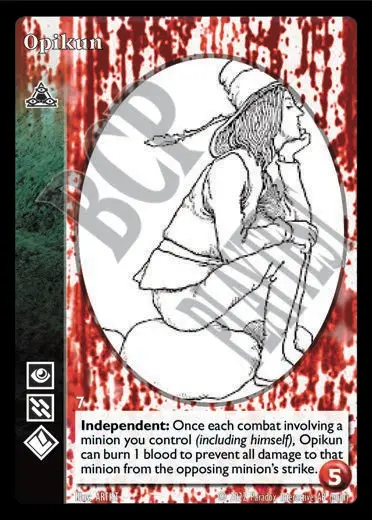 Opikun
BCP
PLAYTEST
7
Independent: Once each combat involving a
minion you control (including himself), Opikun
can burn 1 blood to prevent all damage to that
minion from the opposing minion's strike.
5